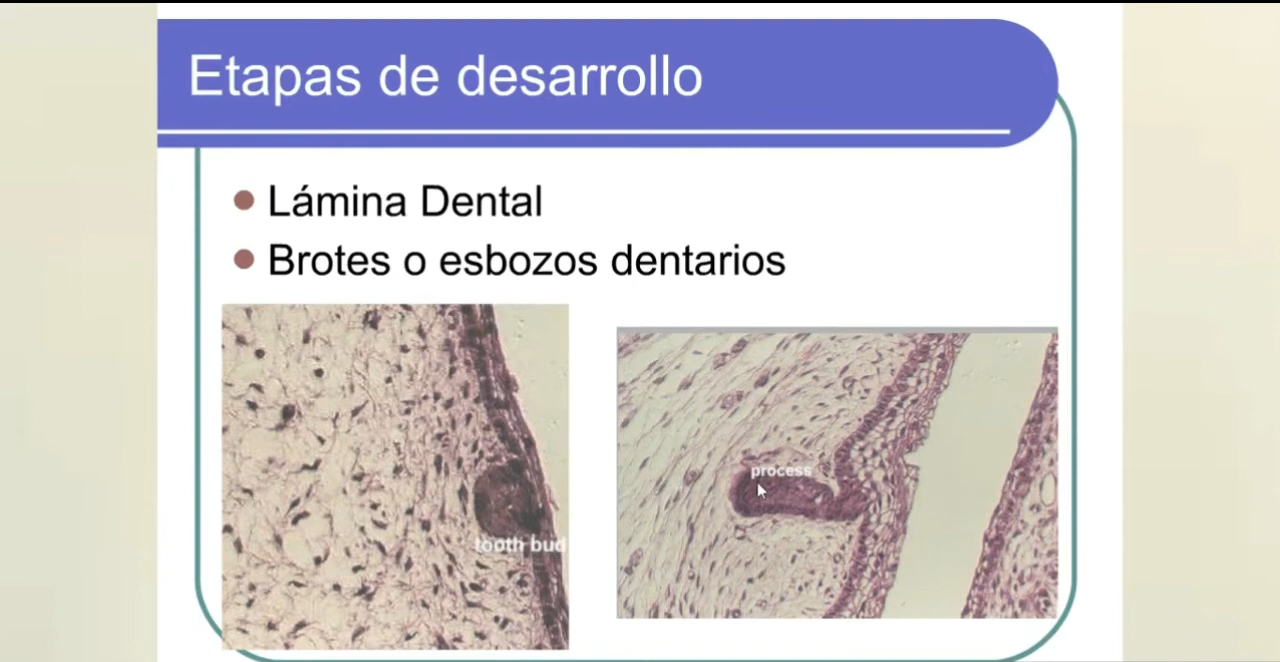 Etapas de desarrollo
Lámina Dental
Brotes o esbozos dentarios
process
tooth bud